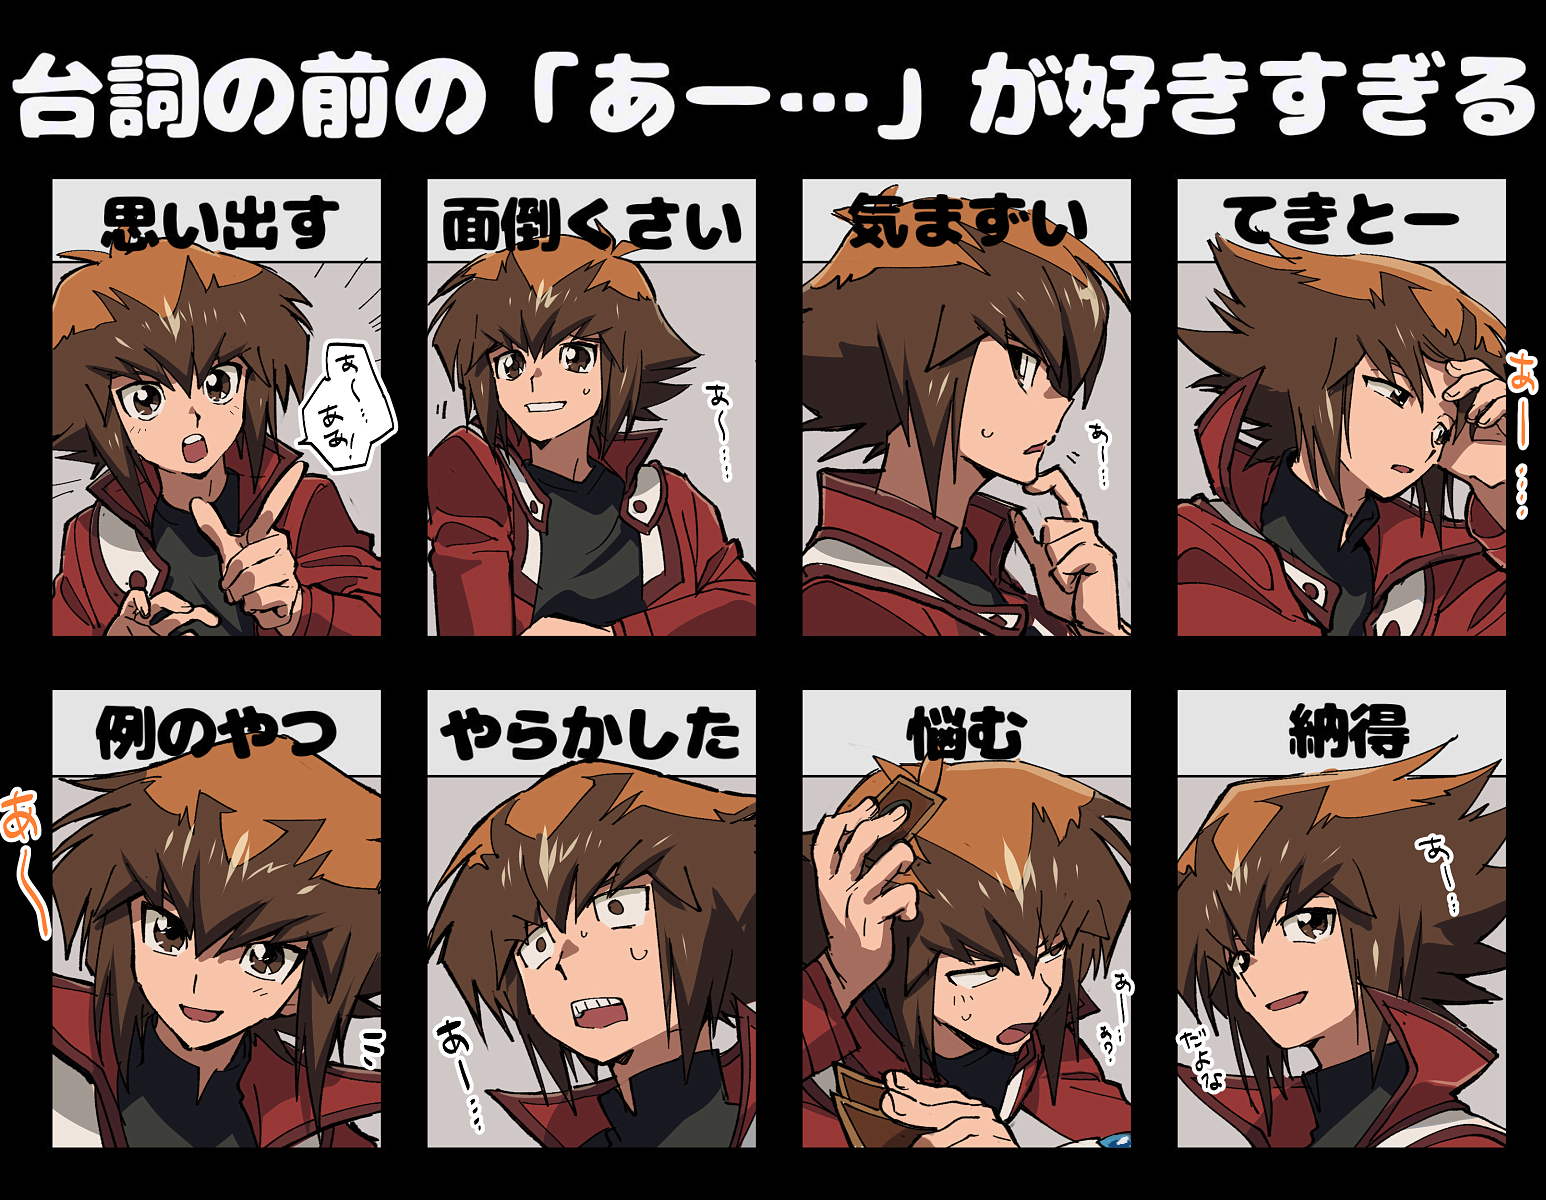 台詞の前の「あー…」が好きすぎる
思い出す
あ～…
ああ！
面倒くさい
あ～……
気まずい
あー……
てきとー
あー……
例のやつ
あ～
やらかした
あー……
悩む
あー…
あ？
納得
あー……
だよな